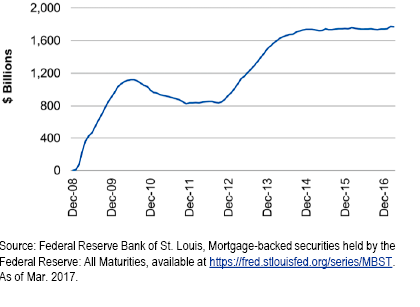 2,000
1,600
1,200
800
400
0
$ Billions
Dec-08
Dec-09
Dec-10
Dec-11
Dec-12
Dec-13
Dec-14
Dec-15
Dec-16
Source: Federal Reserve Bank of St. Louis, Mortgage-backed securities held by the
Federal Reserve: All Maturities, available at https://fred.stlouisfed.org/series/MBST.
As of Mar. 2017.